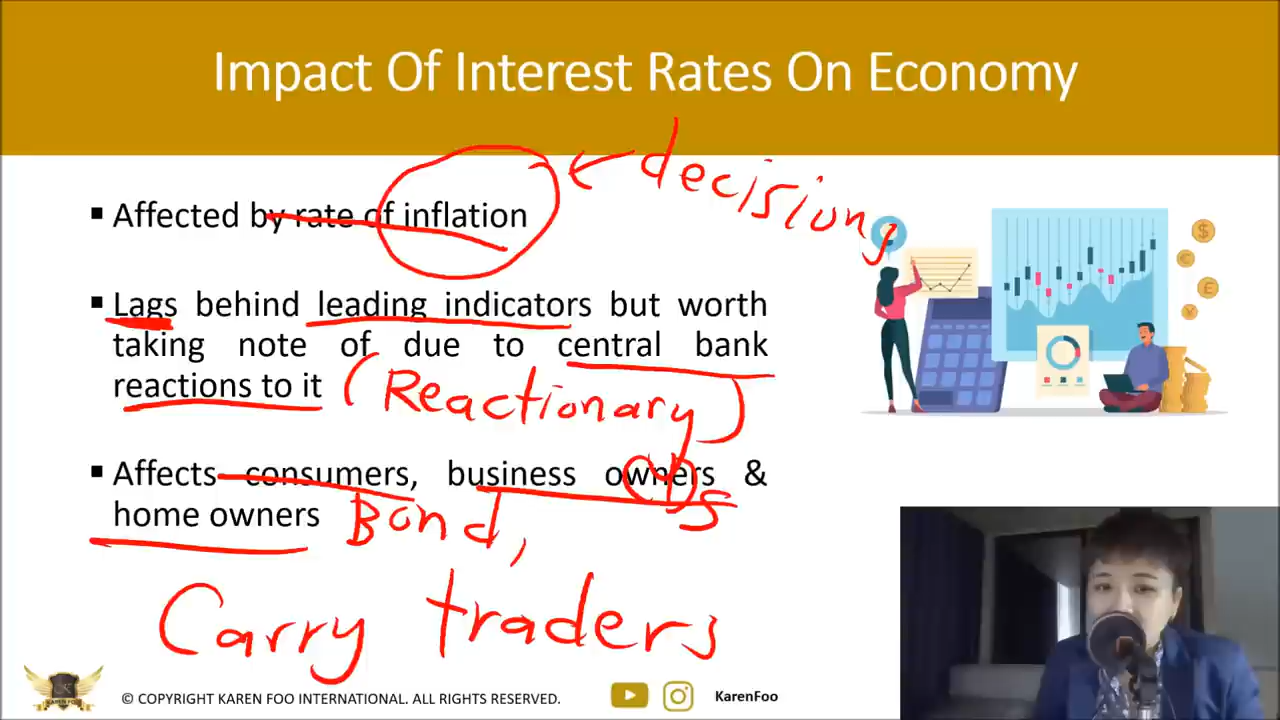 Impact Of Interest Rates On Economy
decisions
▪ Affected by rate of inflation
▪ Lags behind leading indicators but worth
taking note of due to central bank
reactions to it (Reactionary)
▪ Affects consumers, business owners &
home owners Bond,
Carry traders
© COPYRIGHT KAREN FOO INTERNATIONAL. ALL RIGHTS RESERVED.
KarenFoo